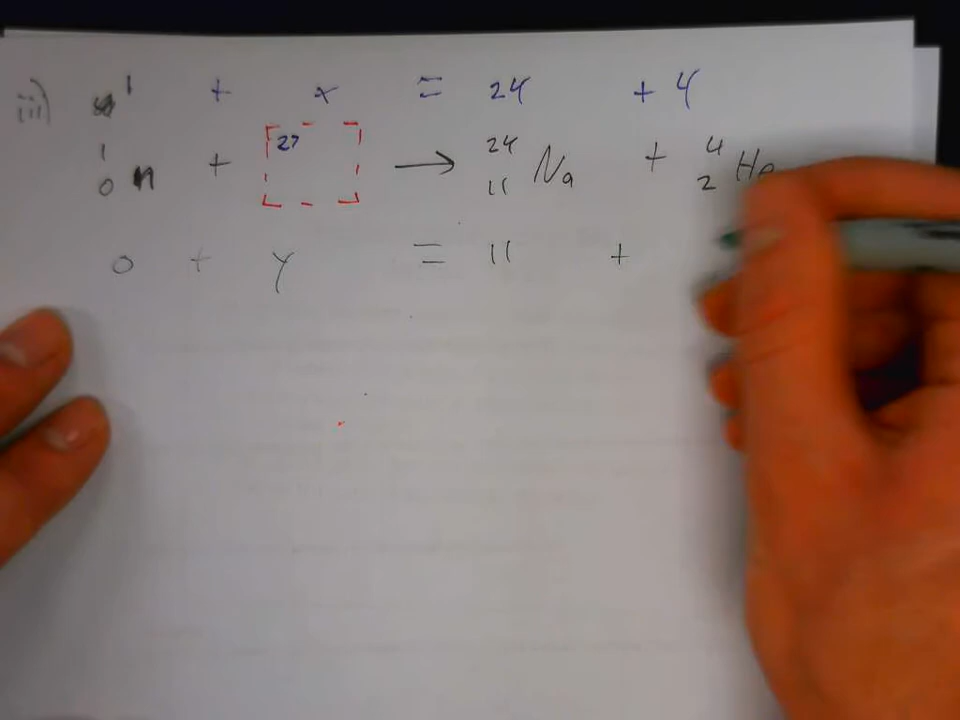 iii) 1 + x = 24 + 4
1 0 n + 27 → 24 11 Na + 4 2 He
0 + y = 11 +